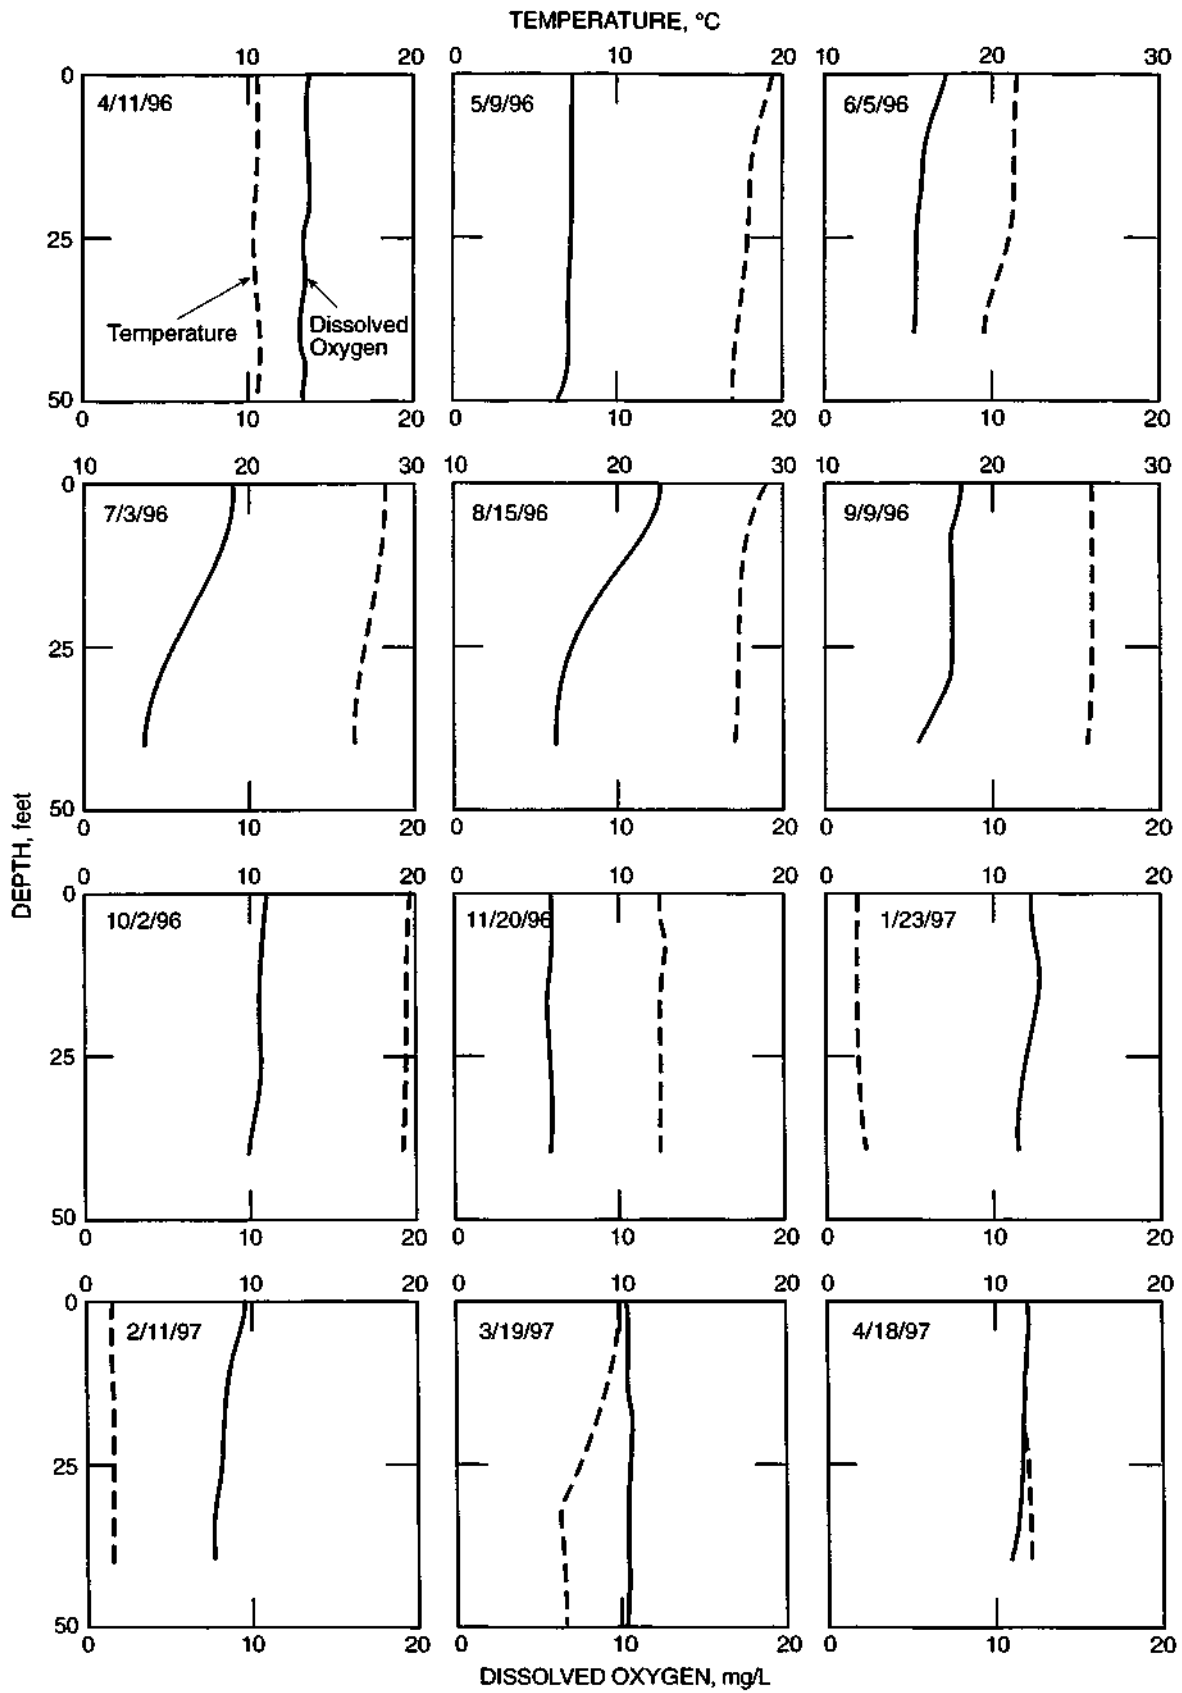 TEMPERATURE, °C
10 20 0 10 20 10 20 30
0
4/11/96 5/9/96 6/5/96
25
Temperature
Dissolved
Oxygen
50
0 10 20 0 10 20 0 10 20
10 20 30 10 20 30 10 20 30
0
7/3/96 8/15/96 9/9/96
25
50
0 10 20 0 10 20 0 10 20
DEPTH, feet
0 10 20 0 10 20 0 10 20
0
10/2/96 11/20/96 1/23/97
25
50
0 10 20 0 10 20 0 10 20
0 10 20 0 10 20 0 10 20
0
2/11/97 3/19/97 4/18/97
25
50
0 10 20 0 10 20 0 10 20
DISSOLVED OXYGEN, mg/L